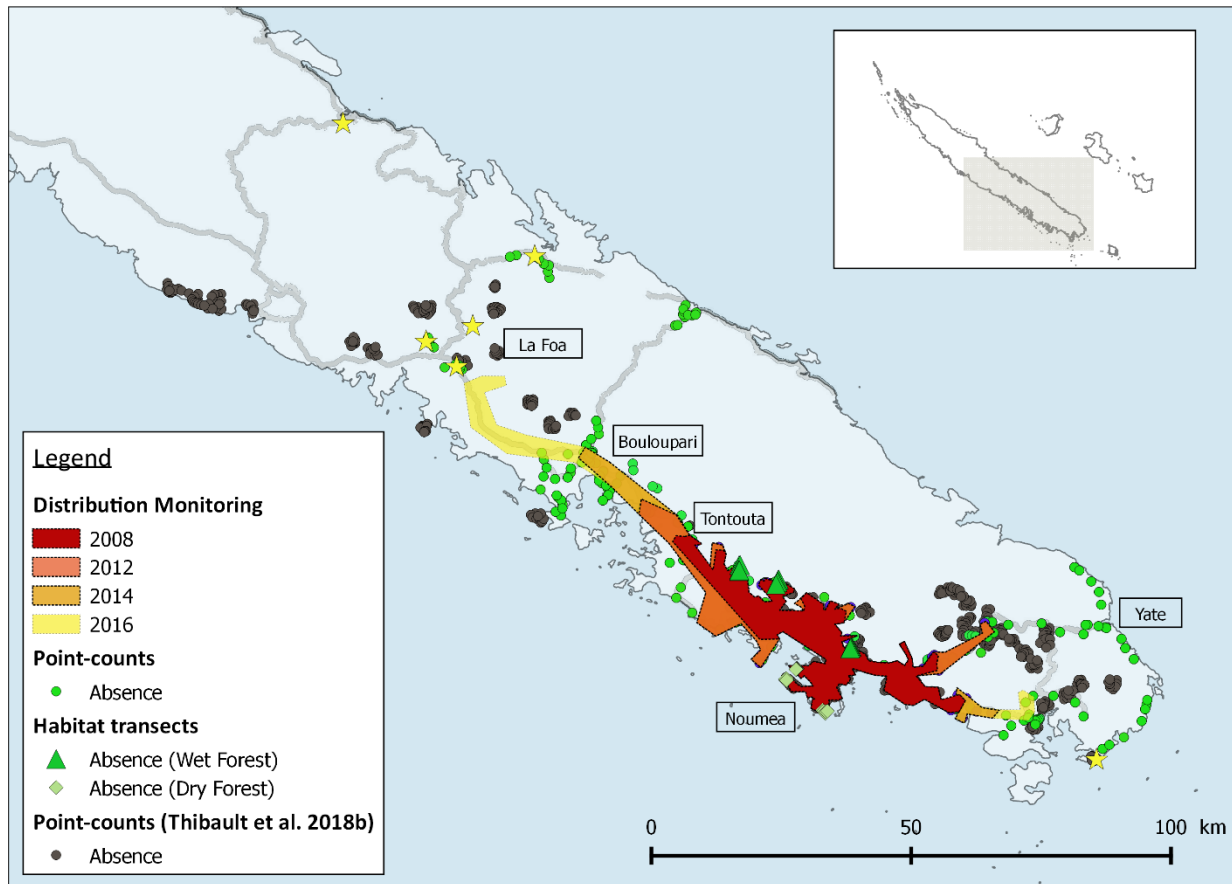 La Foa
Bouloupari
Tontouta
Yate
Noumea
Legend
Distribution Monitoring
2008
2012
2014
2016
Point-counts
Absence
Habitat transects
Absence (Wet Forest)
Absence (Dry Forest)
Point-counts (Thibault et al. 2018b)
Absence
0 50 100 km